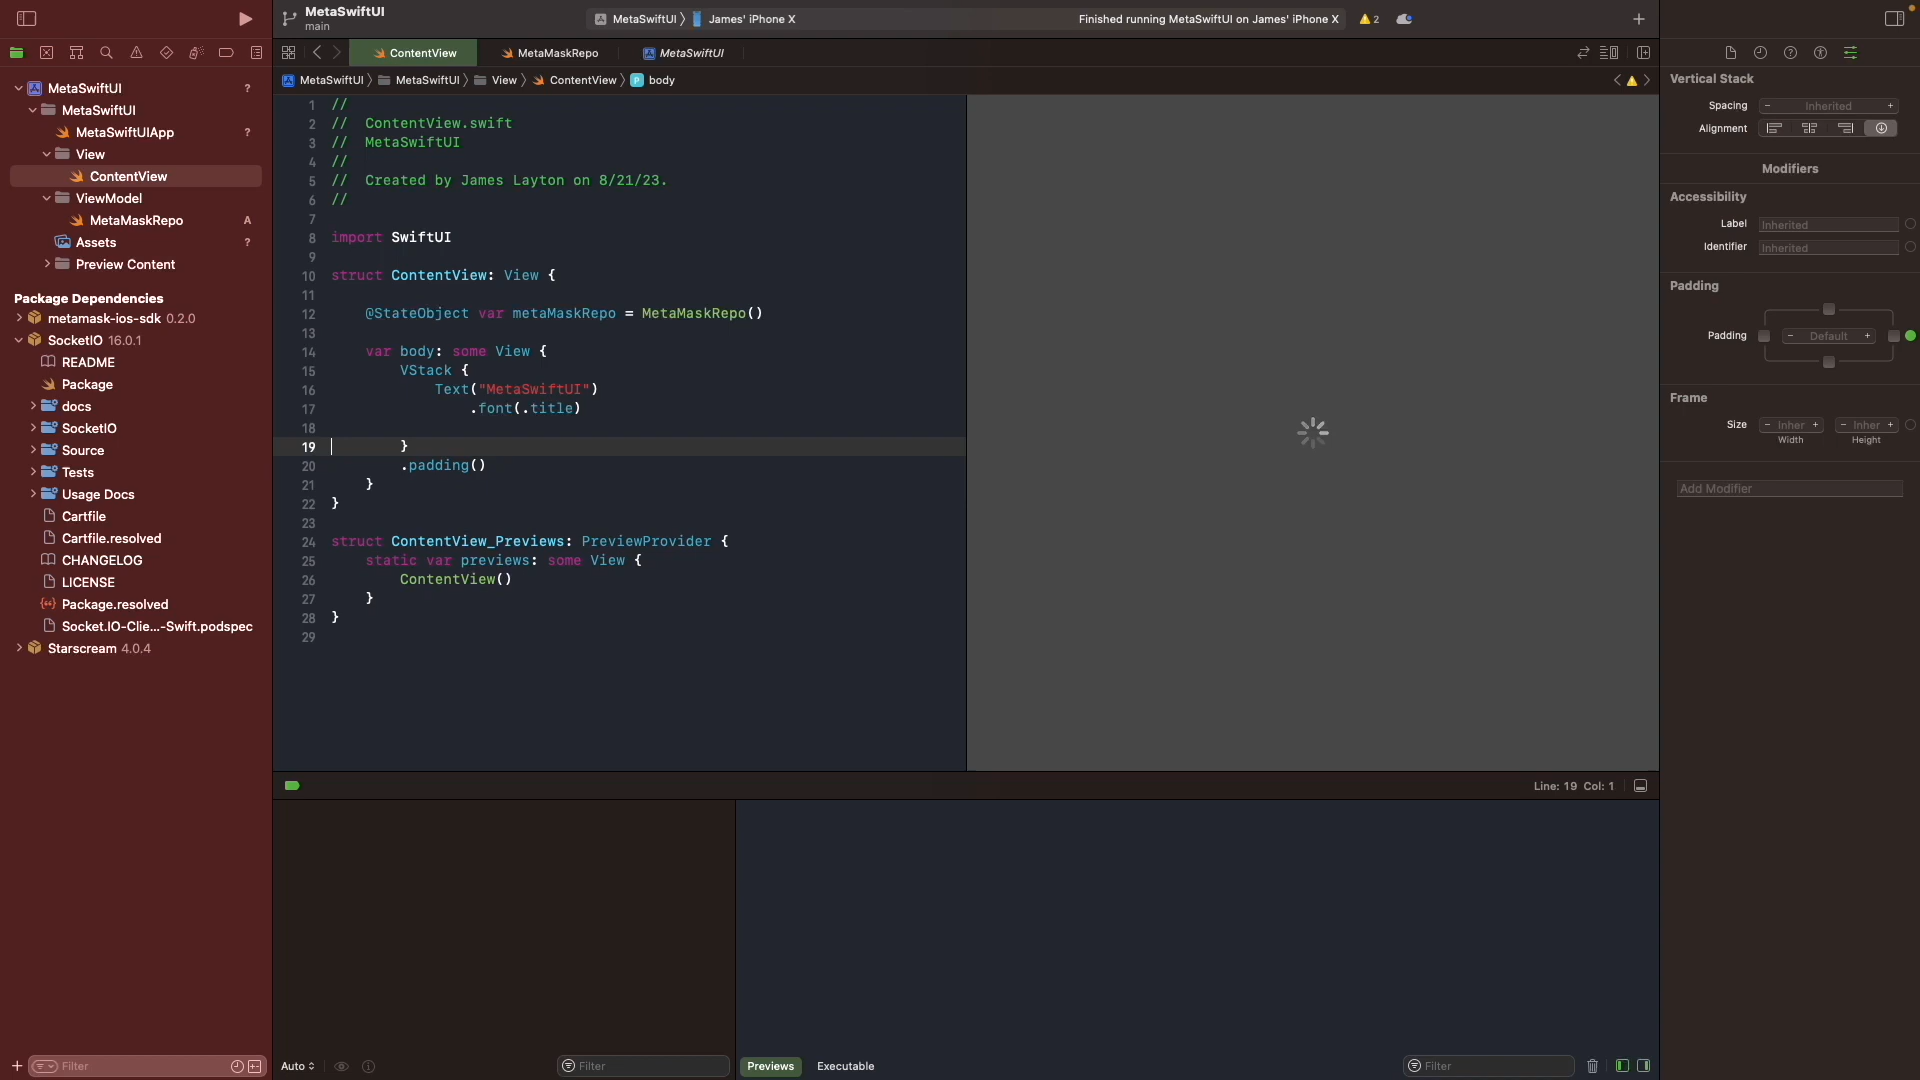 MetaSwiftUI
main
MetaSwiftUI
James' iPhone X
Finished running MetaSwiftUI on James' iPhone X
2
ContentView
MetaMaskRepo
MetaSwiftUI
MetaSwiftUI
MetaSwiftUI
View
ContentView
P
body
MetaSwiftUI ?
MetaSwiftUI
MetaSwiftUIApp ?
View
ContentView
ViewModel
MetaMaskRepo A
Assets ?
Preview Content
Package Dependencies
metamask-ios-sdk 0.2.0
SocketIO 16.0.1
README
Package
docs
SocketIO
Source
Tests
Usage Docs
Cartfile
Cartfile.resolved
CHANGELOG
LICENSE
Package.resolved
Socket.IO-Clie...-Swift.podspec
Starscream 4.0.4
Filter
1 //
2 //  ContentView.swift
3 //  MetaSwiftUI
4 //
5 //  Created by James Layton on 8/21/23.
6 //
7
8 import SwiftUI
9
10 struct ContentView: View {
11
12     @StateObject var metaMaskRepo = MetaMaskRepo()
13
14     var body: some View {
15         VStack {
16             Text("MetaSwiftUI")
17                 .font(.title)
18
19         }
20         .padding()
21     }
22 }
23
24 struct ContentView_Previews: PreviewProvider {
25     static var previews: some View {
26         ContentView()
27     }
28 }
29
Line: 19 Col: 1
Auto
Filter
Previews
Executable
Filter
Vertical Stack
Spacing
Inherited
Alignment
Modifiers
Accessibility
Label
Inherited
Identifier
Inherited
Padding
Padding
Default
Frame
Size
Inher
Inher
Width
Height
Add Modifier